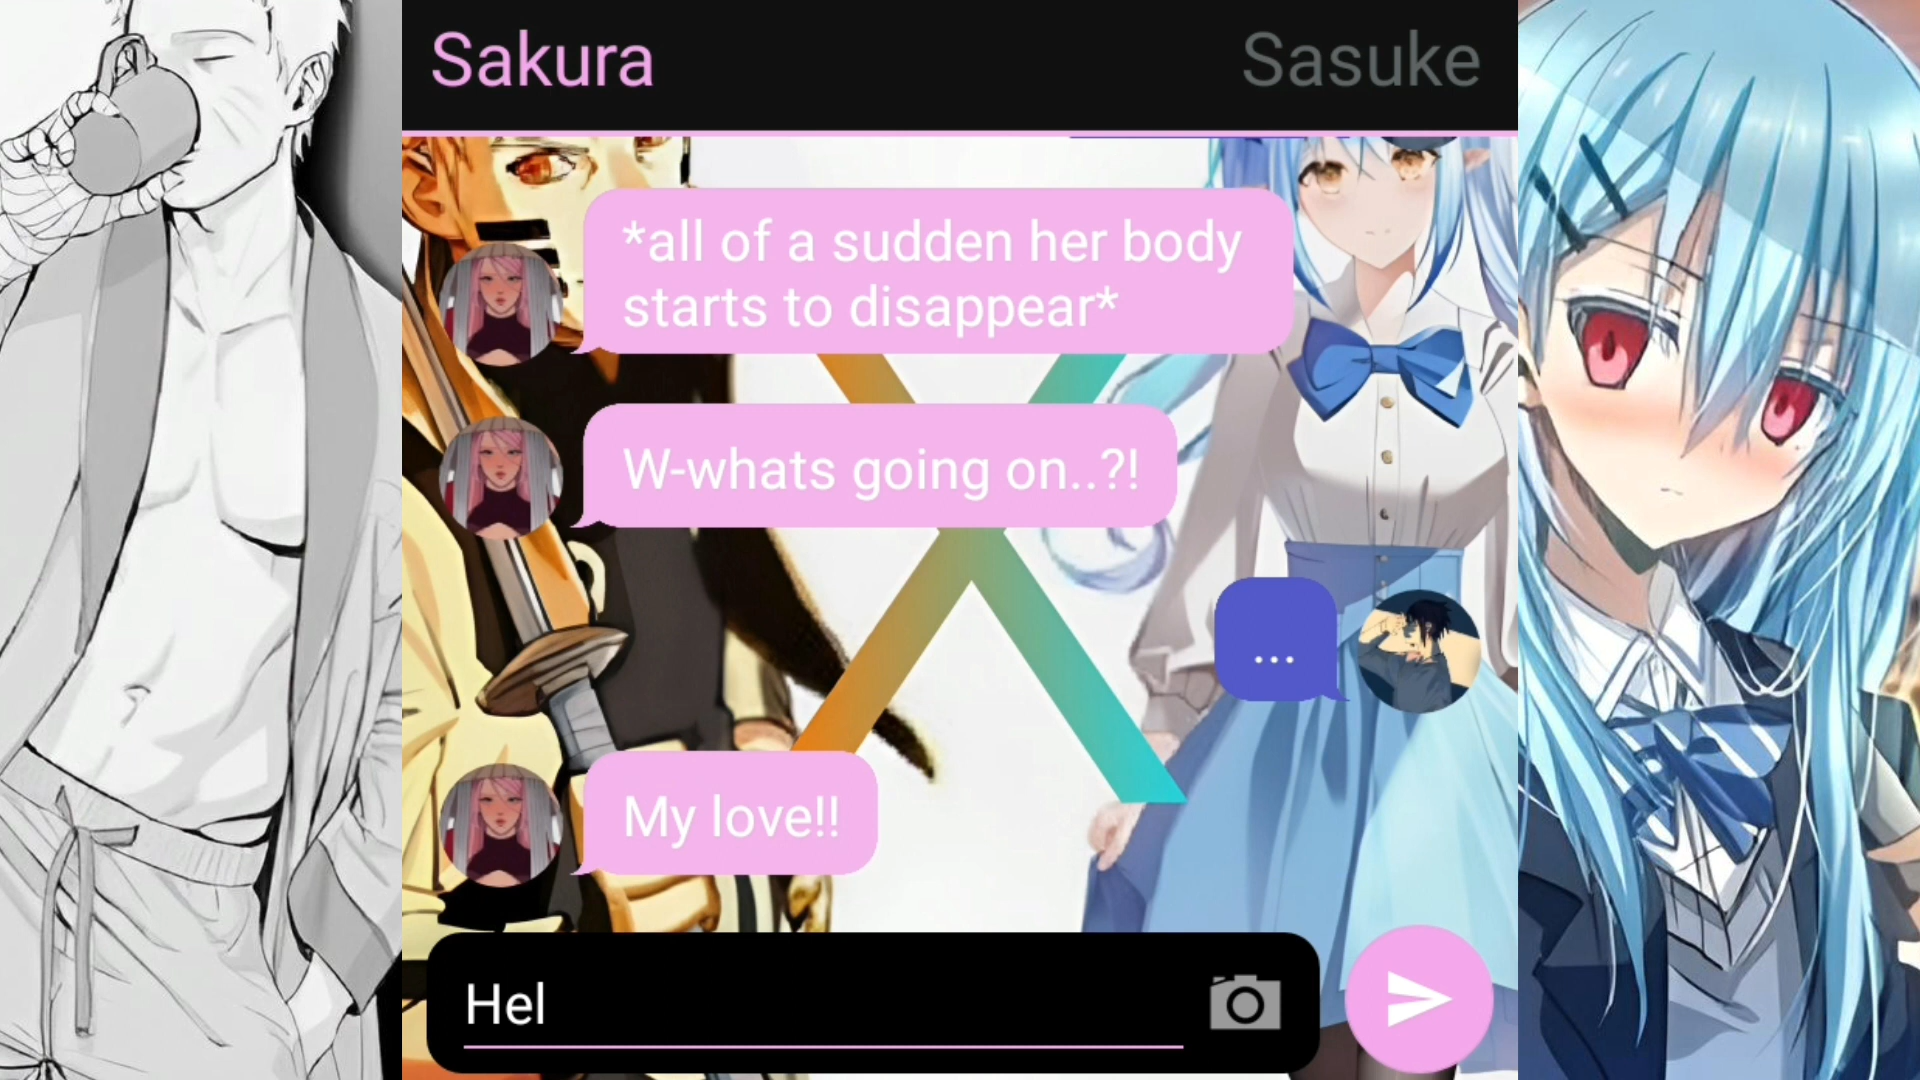 Sakura
Sasuke
*all of a sudden her body
starts to disappear*
W-whats going on..?!
...
My love!!
Hel